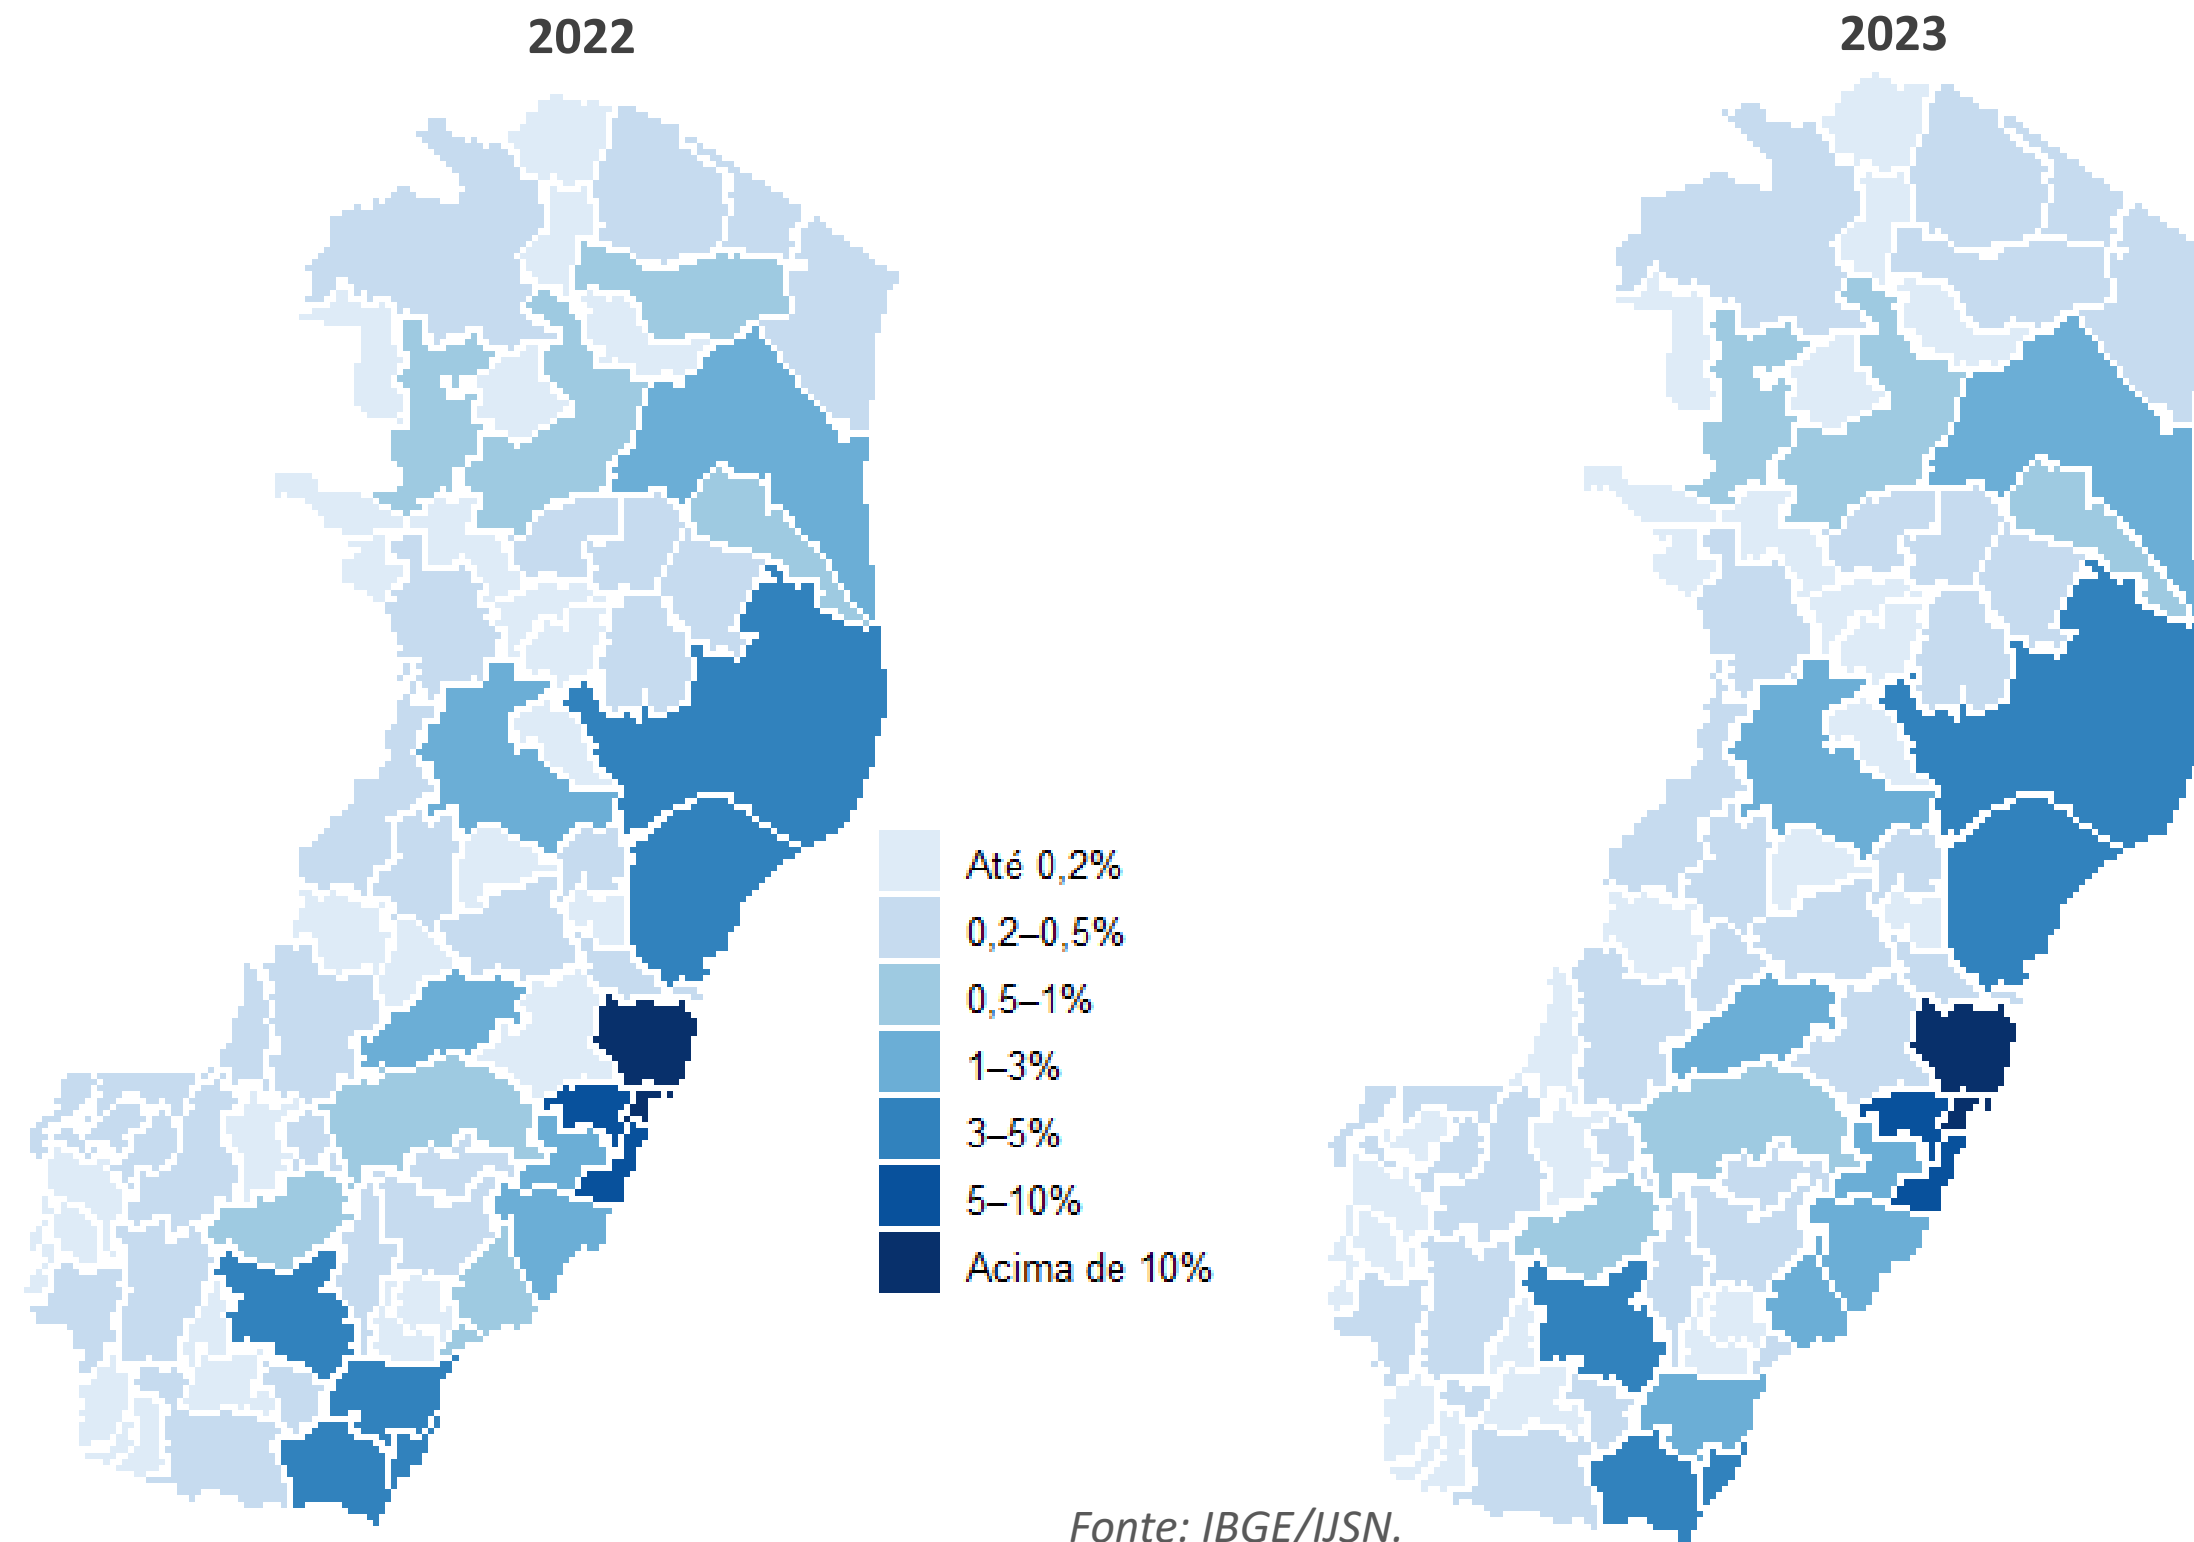 2022
2023
Até 0,2%
0,2–0,5%
0,5–1%
1–3%
3–5%
5–10%
Acima de 10%
Fonte: IBGE/IJSN.